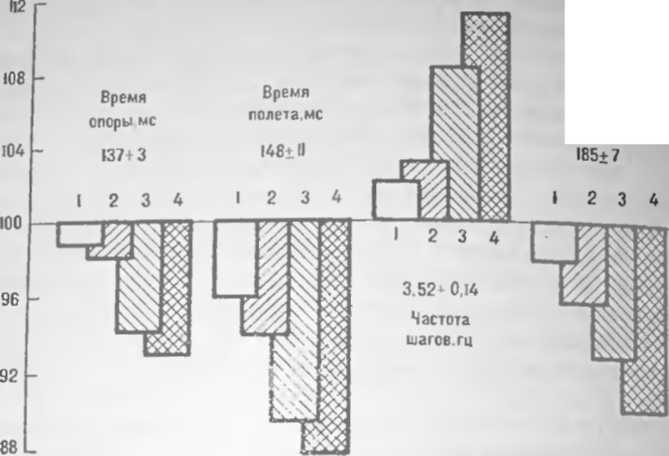 112
108
104
100
96
92
88
Время
опоры,мс
137+3
1 2 3 4
Время
полета,мс
148±11
1 2 3 4
1 2 3 4
3,52+0,14
Частота
шагов.гц
185±7
1 2 3 4